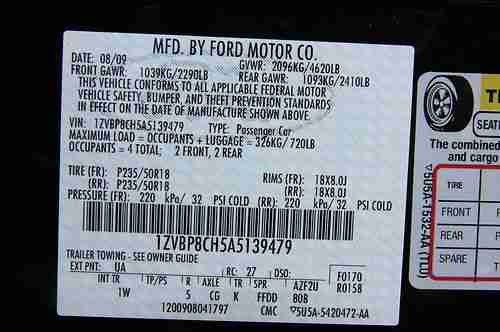 MFD. BY FORD MOTOR CO.
DATE: 08/09
GVWR: 2096KG/4620LB
FRONT GAWR: 1039KG/2290LB
REAR GAWR: 1093KG/2410LB
THIS VEHICLE CONFORMS TO ALL APPLICABLE FEDERAL MOTOR
VEHICLE SAFETY, BUMPER, AND THEFT PREVENTION STANDARDS
IN EFFECT ON THE DATE OF MANUFACTURE SHOWN ABOVE.
VIN: 1ZVBP8CH5A5139479 TYPE: Passenger Car
MAXIMUM LOAD = OCCUPANTS + LUGGAGE = 326KG/720LB
OCCUPANTS = 4 TOTAL; 2 FRONT, 2 REAR
TIRE (FR): P235/50R18 RIMS (FR): 18X8.0J
(RR): P235/50R18 (RR): 18X8.0J
PRESSURE (FR) 220 kPa/ 32 PSI COLD (RR) 220 kPa/ 32 PSI COLD
1ZVBP8CH5A5139479
TRAILER TOWING - SEE OWNER GUIDE
EXT PNT: UA RC: 27 DSO: F0170
INT TR TP/PS R AXLE TR SPR AZF2U R0158
1W 5 CG K FFDD BOB
1200908041797 CMC 5U5A-5420472-AA
SEATI
The combined
and cargo
TIRE
FRONT
REAR
SPARE
5U5A-1532-AA (TU)